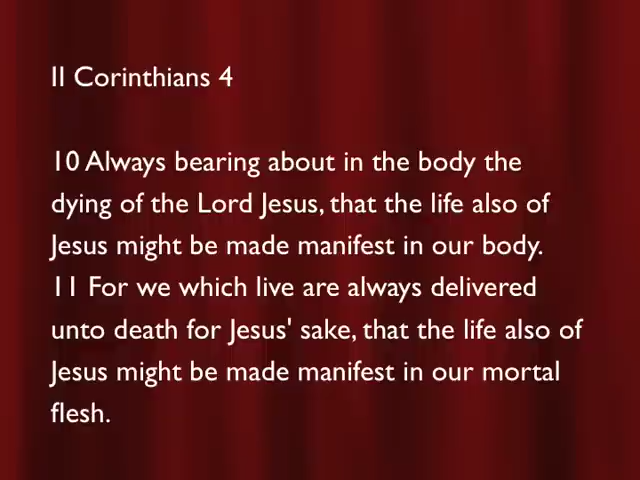 II Corinthians 4
10 Always bearing about in the body the
dying of the Lord Jesus, that the life also of
Jesus might be made manifest in our body.
11 For we which live are always delivered
unto death for Jesus' sake, that the life also of
Jesus might be made manifest in our mortal
flesh.